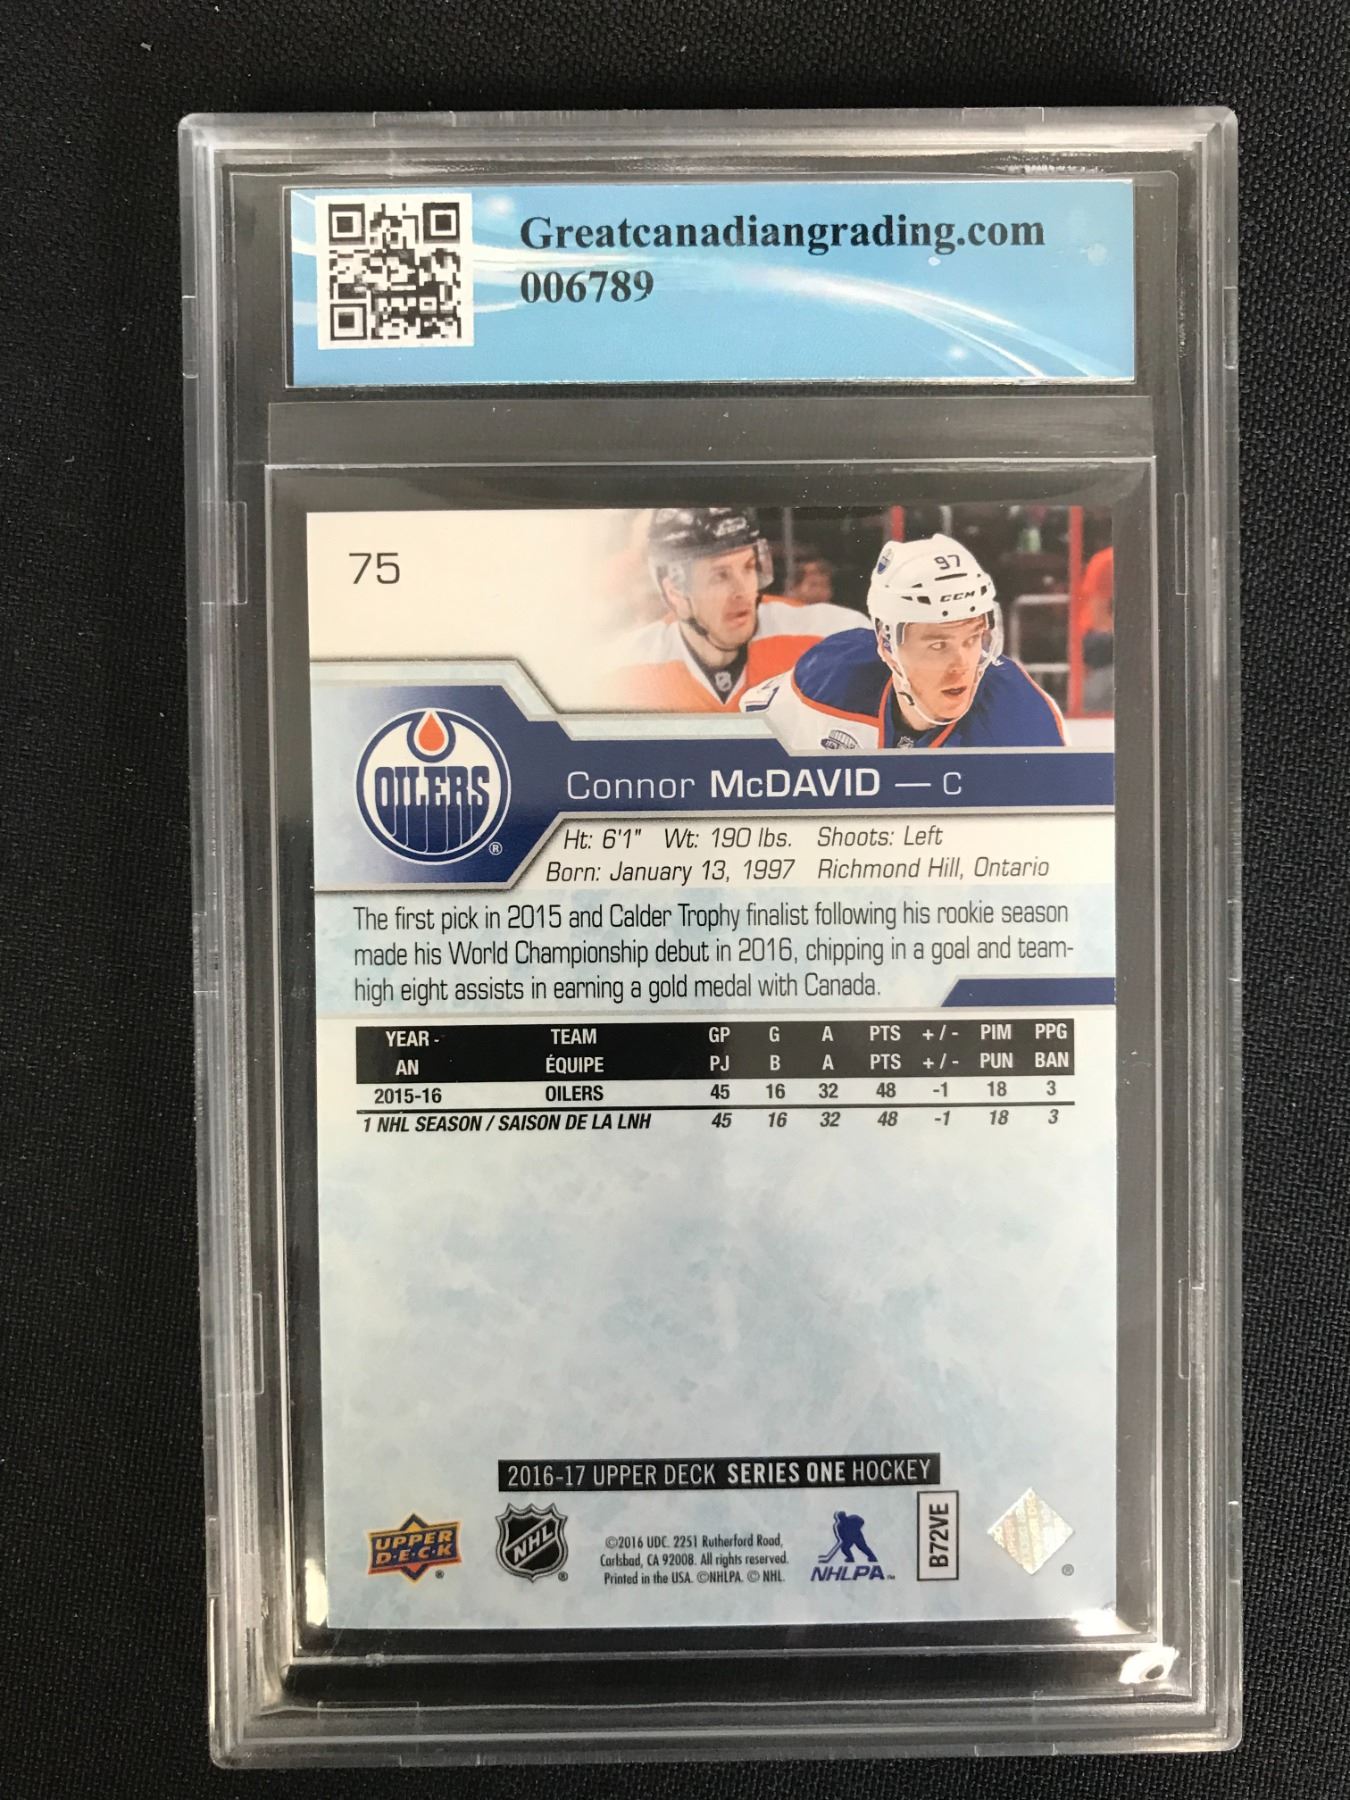 Greatcanadiangrading.com
006789
75
97
CCM
97
OILERS
®
Connor McDAVID — C
Ht: 6'1" Wt: 190 lbs. Shoots: Left
Born: January 13, 1997 Richmond Hill, Ontario
The first pick in 2015 and Calder Trophy finalist following his rookie season
made his World Championship debut in 2016, chipping in a goal and team-
high eight assists in earning a gold medal with Canada.
YEAR - TEAM GP G A PTS +/- PIM PPG
AN ÉQUIPE PJ B A PTS +/- PUN BAN
2015-16 OILERS 45 16 32 48 -1 18 3
1 NHL SEASON / SAISON DE LA LNH 45 16 32 48 -1 18 3
2016-17 UPPER DECK SERIES ONE HOCKEY
UPPER
D·E·C·K
®
NHL
®
©2016 UDC. 2251 Rutherford Road,
Carlsbad, CA 92008. All rights reserved.
Printed in the USA. ©NHLPA. © NHL.
NHLPA™
B72VE
®